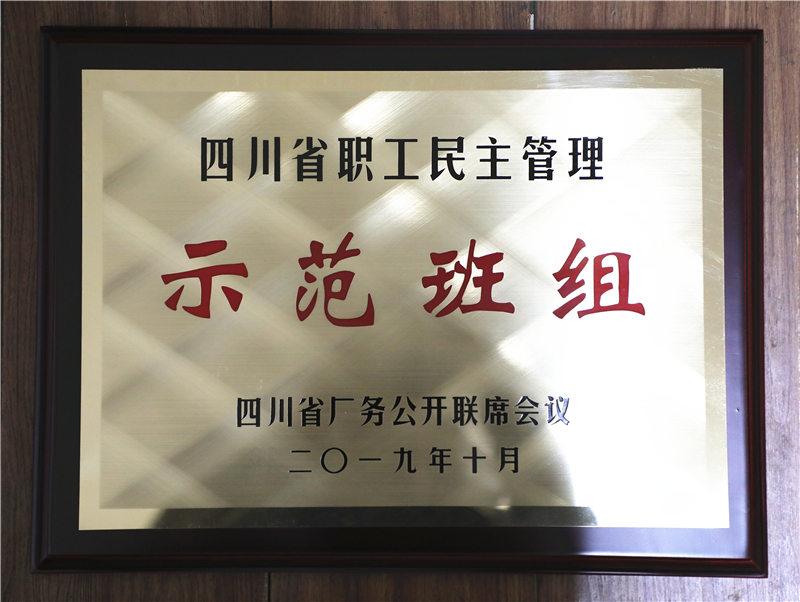 四川省职工民主管理
示范班组
四川省厂务公开联席会议
二〇一九年十月